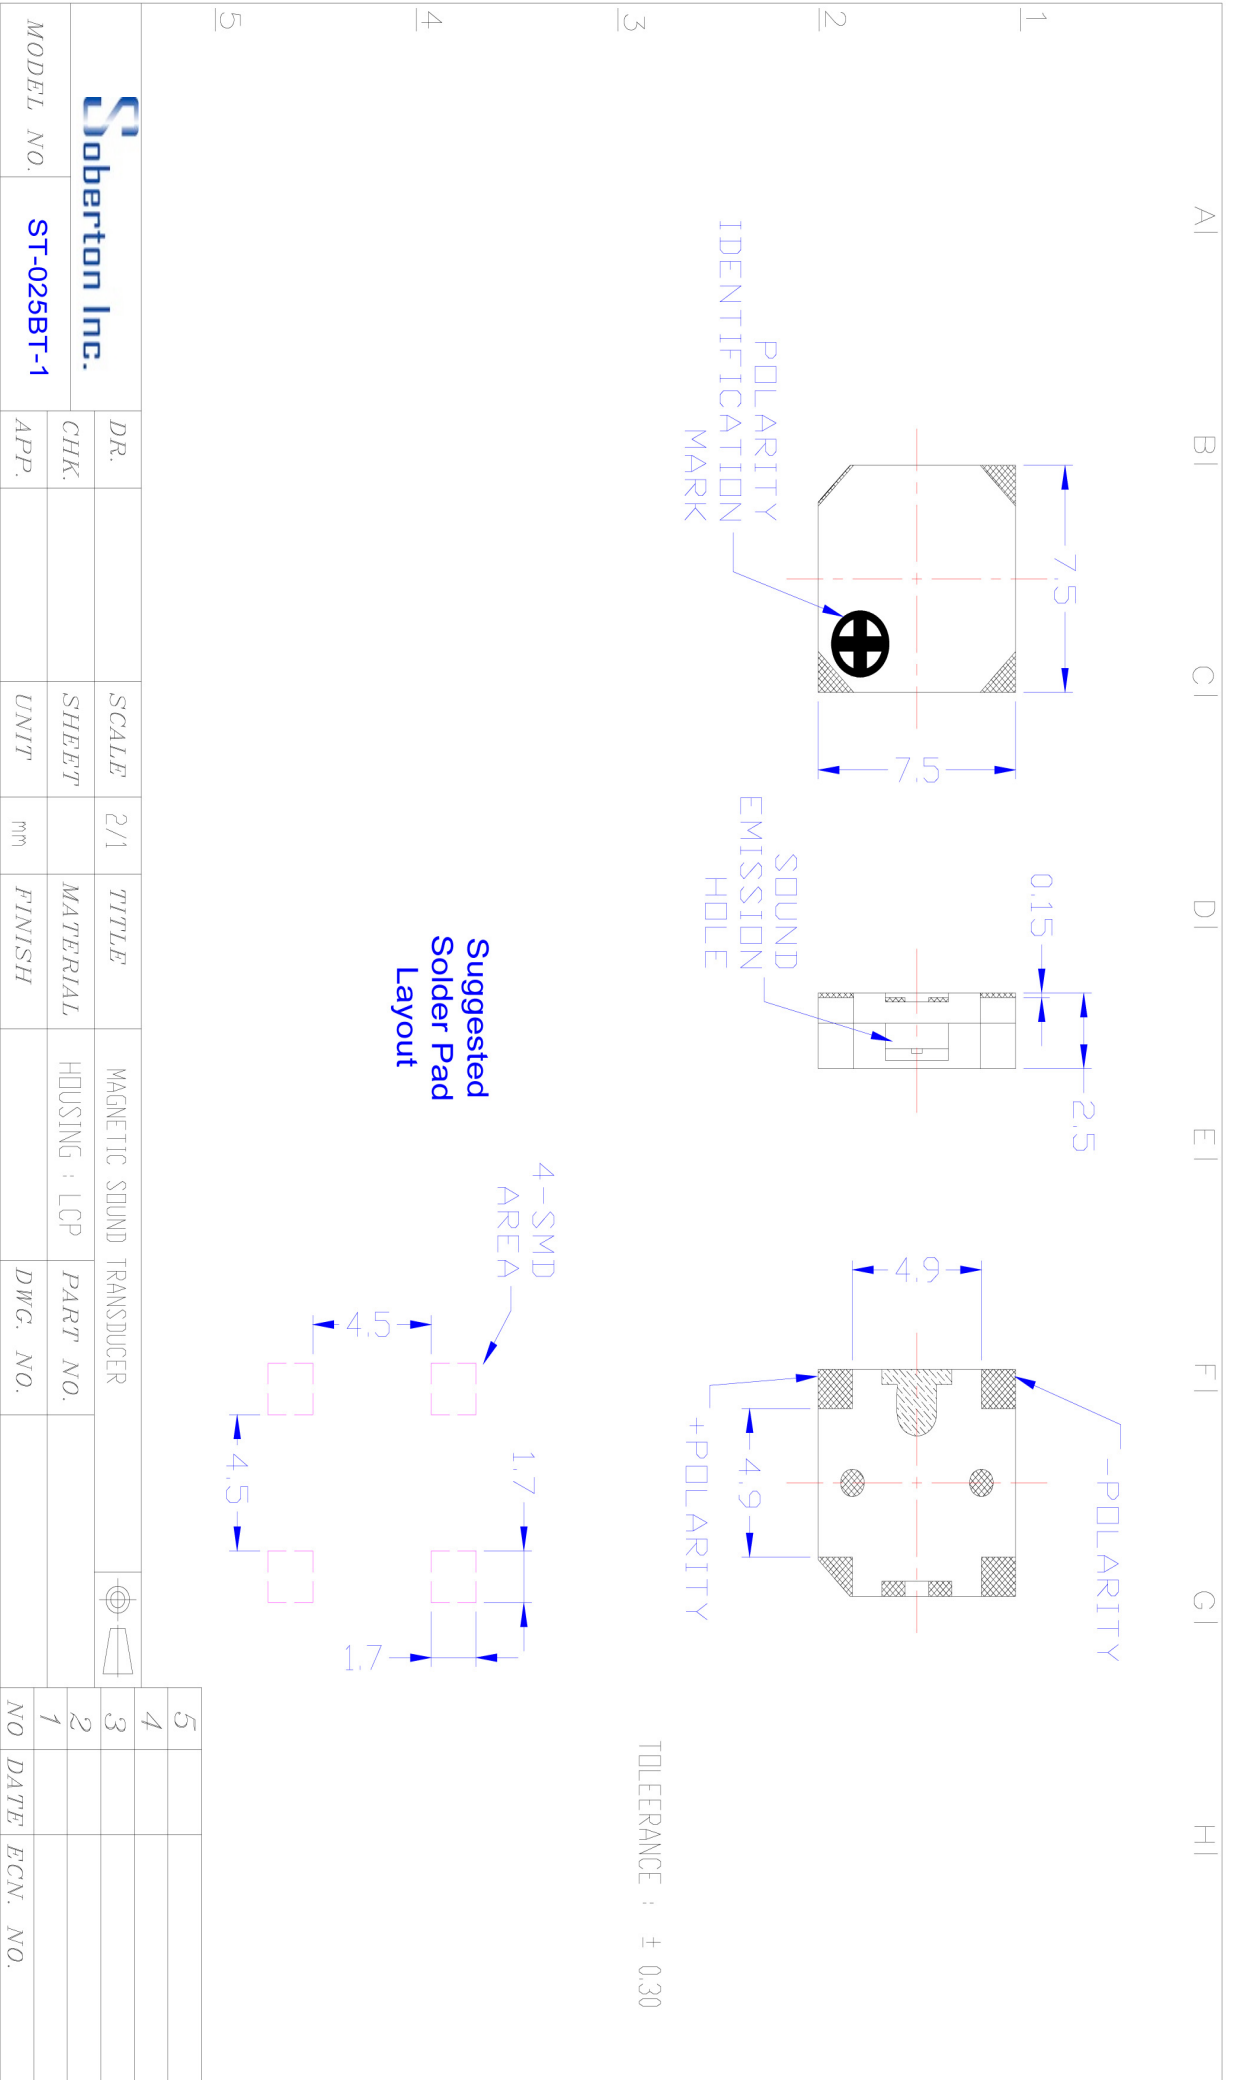 A
B
C
D
E
F
G
H
1
2
3
4
5
7.5
7.5
POLARITY
IDENTIFICATION
MARK
0.15
2.5
SOUND
EMISSION
HOLE
4.9
4.9
-POLARITY
+POLARITY
TOLEERANCE : ± 0.30
Suggested
Solder Pad
Layout
4-SMD
AREA
4.5
4.5
1.7
1.7
Soberton Inc.
MODEL NO.
ST-025BT-1
DR.
CHK.
APP.
SCALE 2/1
SHEET
UNIT mm
TITLE MAGNETIC SOUND TRANSDUCER
MATERIAL HOUSING : LCP
FINISH
PART NO.
DWG. NO.
5
4
3
2
1
NO DATE ECN. NO.